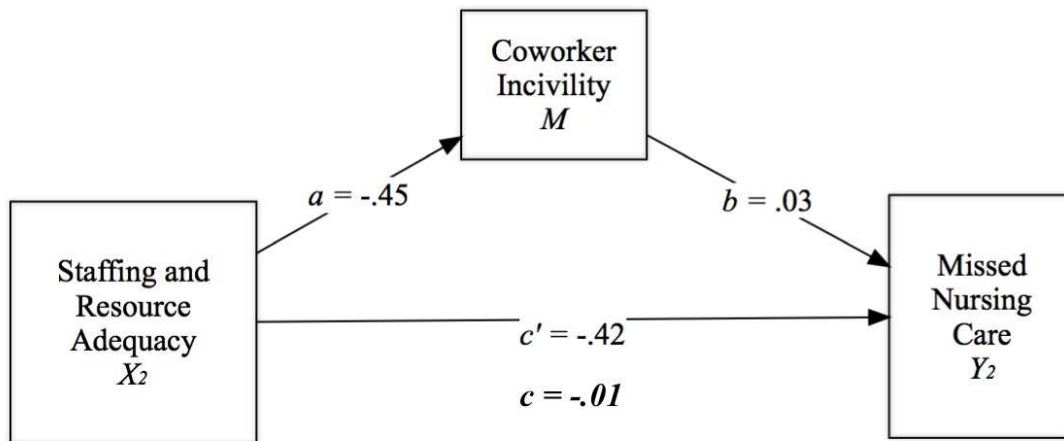 Coworker
Incivility
M
a = -.45
b = .03
Staffing and
Resource
Adequacy
X2
Missed
Nursing
Care
Y2
c' = -.42
c = -.01